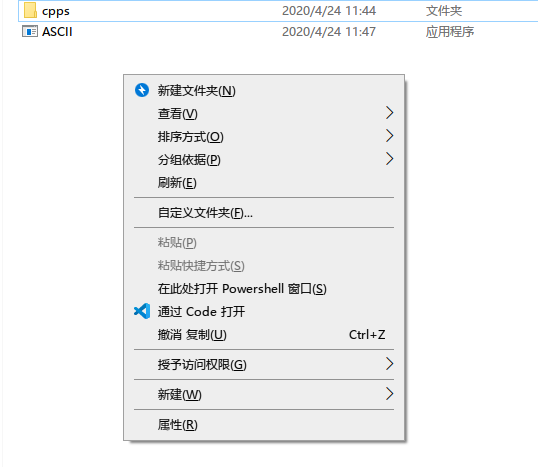 cpps 2020/4/24 11:44 文件夹
ASCII 2020/4/24 11:47 应用程序
新建文件夹(N)
查看(V)
排序方式(O)
分组依据(P)
刷新(E)
自定义文件夹(F)...
粘贴(P)
粘贴快捷方式(S)
在此处打开 Powershell 窗口(S)
通过 Code 打开
撤消 复制(U) Ctrl+Z
授予访问权限(G)
新建(W)
属性(R)